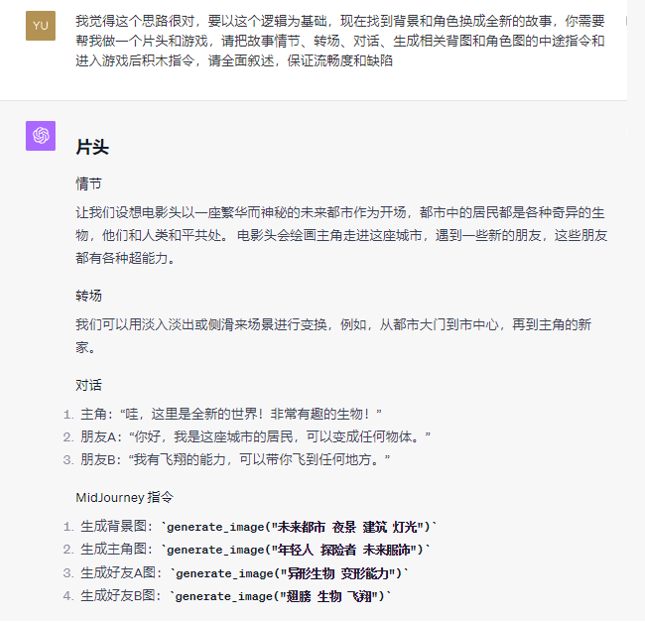 YU
我觉得这个思路很对，要以这个逻辑为基础，现在找到背景和角色换成全新的故事，你需要
帮我做一个片头和游戏，请把故事情节、转场、对话、生成相关背图和角色图的中途指令和
进入游戏后积木指令，请全面叙述，保证流畅度和缺陷
片头
情节
让我们设想电影头以一座繁华而神秘的未来都市作为开场，都市中的居民都是各种奇异的生
物，他们和人类和平共处。 电影头会绘画主角走进这座城市，遇到一些新的朋友，这些朋友
都有各种超能力。
转场
我们可以用淡入淡出或侧滑来场景进行变换，例如，从都市大门到市中心，再到主角的新
家。
对话
1. 主角：“哇，这里是全新的世界！非常有趣的生物！”
2. 朋友A：“你好，我是这座城市的居民，可以变成任何物体。”
3. 朋友B：“我有飞翔的能力，可以带你飞到任何地方。”
MidJourney 指令
1. 生成背景图：`generate_image("未来都市 夜景 建筑 灯光")`
2. 生成主角图：`generate_image("年轻人 探险者 未来服饰")`
3. 生成好友A图：`generate_image("异形生物 变形能力")`
4. 生成好友B图：`generate_image("翅膀 生物 飞翔")`